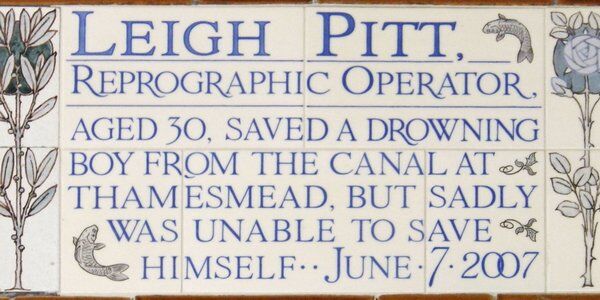 LEIGH PITT,
REPROGRAPHIC OPERATOR,
AGED 30, SAVED A DROWNING
BOY FROM THE CANAL AT
THAMESMEAD, BUT SADLY
WAS UNABLE TO SAVE
HIMSELF·· JUNE·7·2007